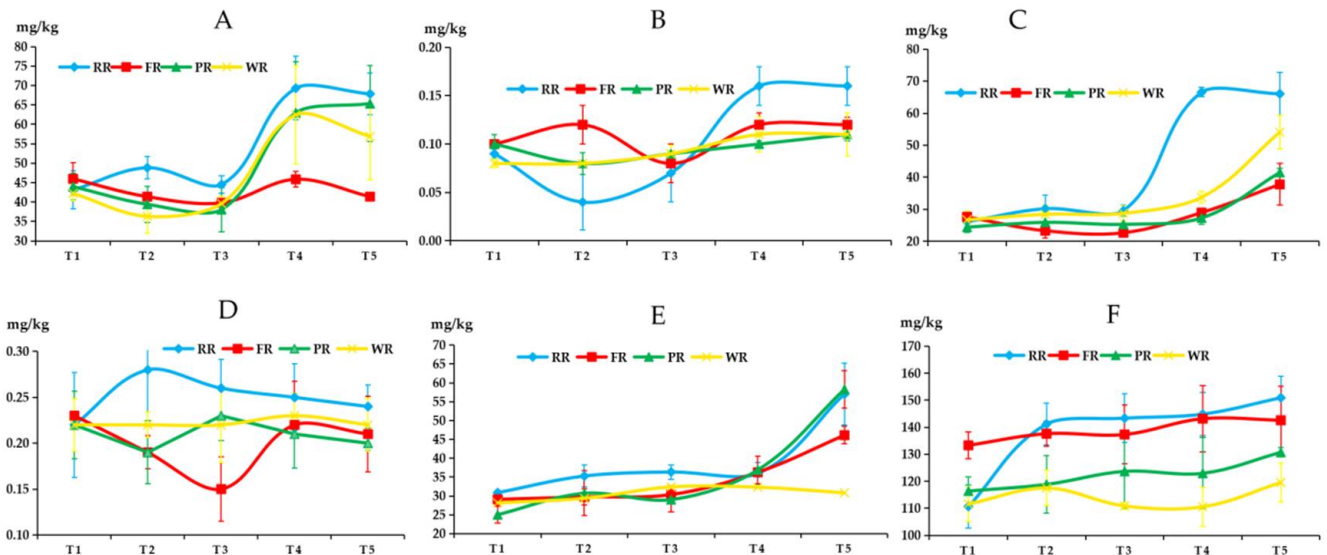 A
mg/kg
80
75
70
65
60
55
50
45
40
35
30
RR FR PR WR
T1 T2 T3 T4 T5
B
mg/kg
0.20
0.15
0.10
0.05
0.00
RR FR PR WR
T1 T2 T3 T4 T5
C
mg/kg
80
70
60
50
40
30
20
RR FR PR WR
T1 T2 T3 T4 T5
D
mg/kg
0.30
0.25
0.20
0.15
0.10
RR FR PR WR
T1 T2 T3 T4 T5
E
mg/kg
70
65
60
55
50
45
40
35
30
25
20
RR FR PR WR
T1 T2 T3 T4 T5
F
mg/kg
170
160
150
140
130
120
110
100
RR FR PR WR
T1 T2 T3 T4 T5